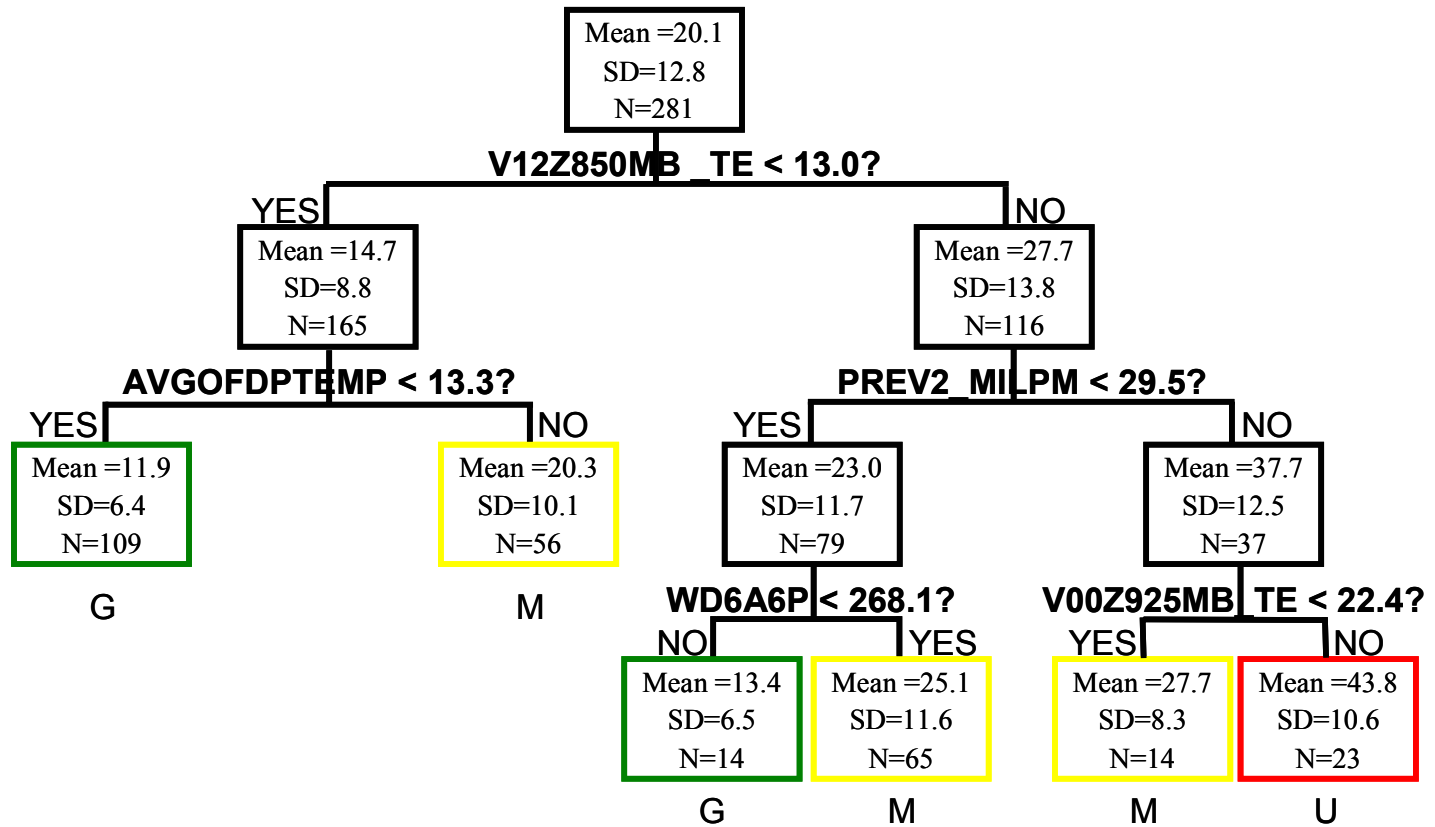 Mean =20.1
SD=12.8
N=281
V12Z850MB _TE < 13.0?
YES
NO
Mean =14.7
SD=8.8
N=165
Mean =27.7
SD=13.8
N=116
AVGOFDPTEMP < 13.3?
PREV2_MILPM < 29.5?
YES
NO
YES
NO
Mean =11.9
SD=6.4
N=109
Mean =20.3
SD=10.1
N=56
Mean =23.0
SD=11.7
N=79
Mean =37.7
SD=12.5
N=37
G
M
WD6A6P < 268.1?
V00Z925MB_TE < 22.4?
NO
YES
YES
NO
Mean =13.4
SD=6.5
N=14
Mean =25.1
SD=11.6
N=65
Mean =27.7
SD=8.3
N=14
Mean =43.8
SD=10.6
N=23
G
M
M
U